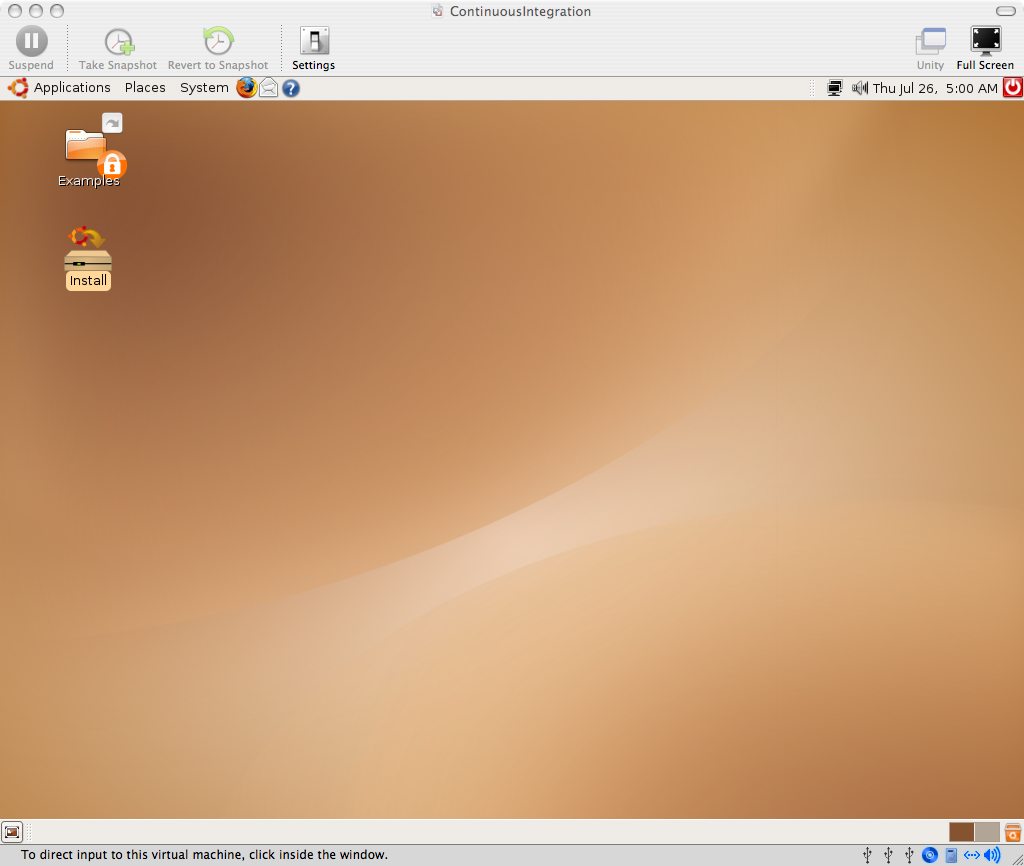 ContinuousIntegration
Suspend Take Snapshot Revert to Snapshot Settings Unity Full Screen
Applications Places System Thu Jul 26, 5:00 AM
Examples
Install
To direct input to this virtual machine, click inside the window.